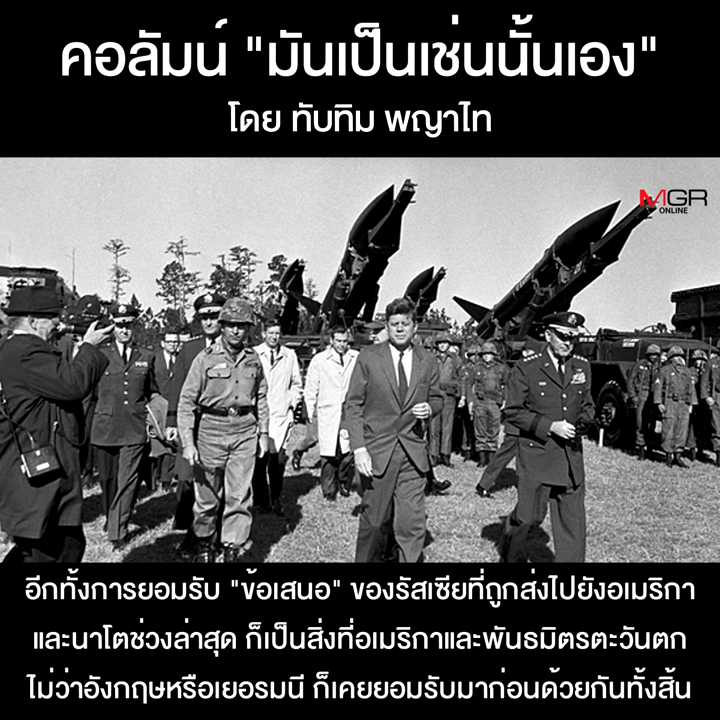 คอลัมน์ "มันเป็นเช่นนั้นเอง"
โดย ทับทิม พญาไท
MGR
ONLINE
อีกทั้งการยอมรับ "ข้อเสนอ" ของรัสเซียที่ถูกส่งไปยังอเมริกา
และนาโตช่วงล่าสุด ก็เป็นสิ่งที่อเมริกาและพันธมิตรตะวันตก
ไม่ว่าอังกฤษหรือเยอรมนี ก็เคยยอมรับมาก่อนด้วยกันทั้งสิ้น